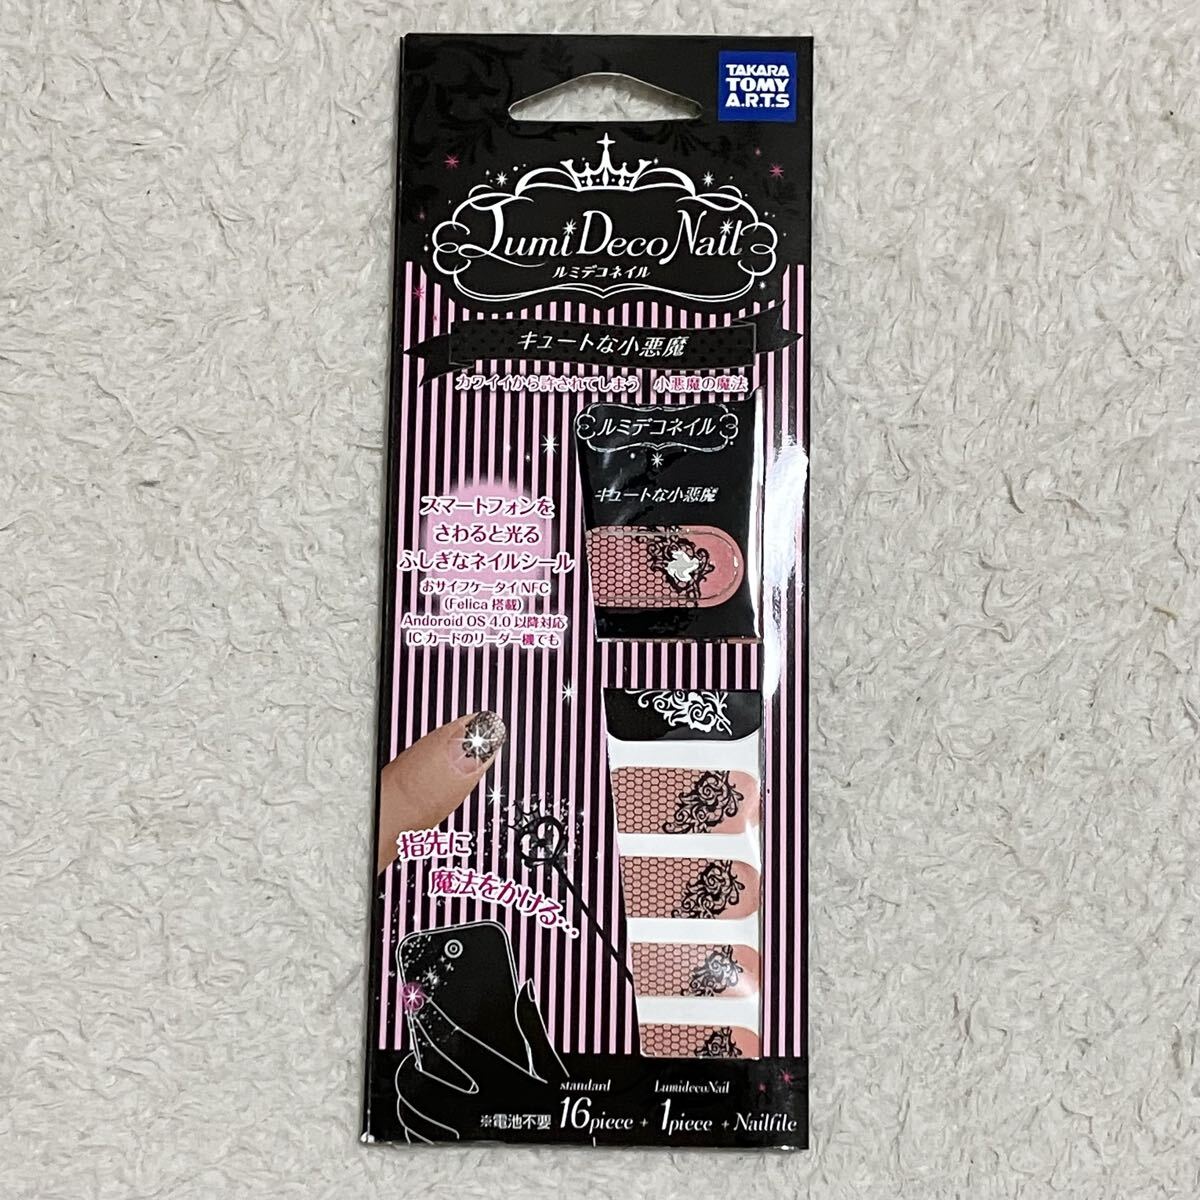 TAKARA
TOMY
A.R.T.S
Lumi Deco Nail
ルミデコネイル
キュートな小悪魔
カワイイから許されてしまう 小悪魔の魔法
ルミデコネイル
キュートな小悪魔
スマートフォンを
さわると光る
ふしぎなネイルシール
おサイフケータイNFC
(Felica 搭載)
Andoroid OS 4.0 以降対応
ICカードのリーダー機でも
指先に
魔法をかける…
standard LumidecoNail
※電池不要 16piece + 1piece + Nailfile